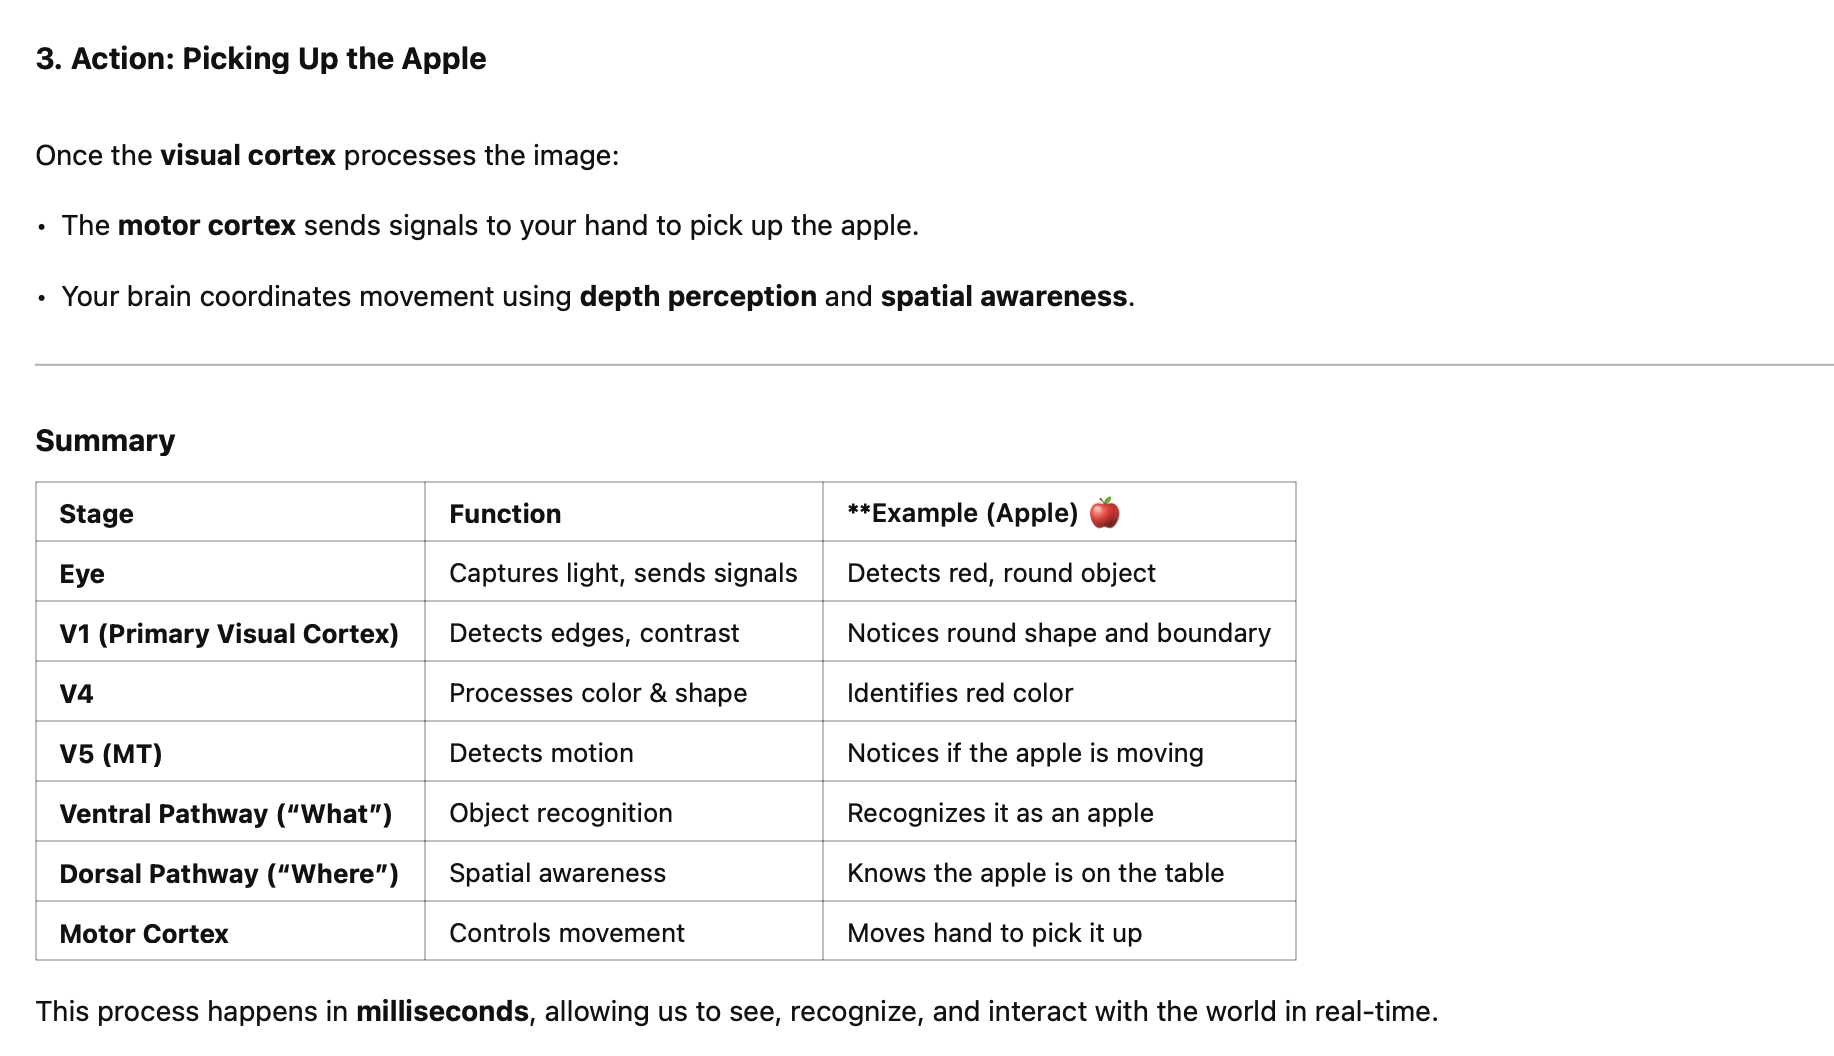 3. Action: Picking Up the Apple
Once the visual cortex processes the image:
• The motor cortex sends signals to your hand to pick up the apple.
• Your brain coordinates movement using depth perception and spatial awareness.
Summary
Stage Function **Example (Apple) 🍎
Eye Captures light, sends signals Detects red, round object
V1 (Primary Visual Cortex) Detects edges, contrast Notices round shape and boundary
V4 Processes color & shape Identifies red color
V5 (MT) Detects motion Notices if the apple is moving
Ventral Pathway (“What”) Object recognition Recognizes it as an apple
Dorsal Pathway (“Where”) Spatial awareness Knows the apple is on the table
Motor Cortex Controls movement Moves hand to pick it up
This process happens in milliseconds, allowing us to see, recognize, and interact with the world in real-time.